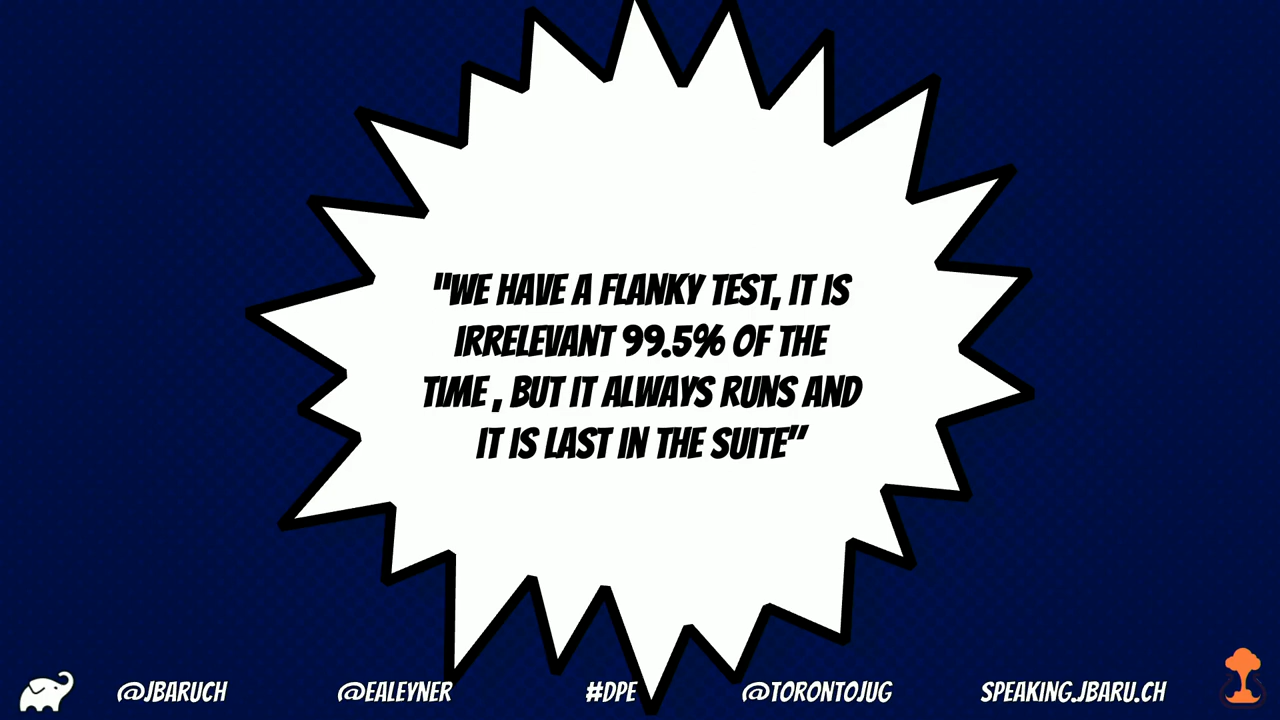 "WE HAVE A FLANKY TEST, IT IS
IRRELEVANT 99.5% OF THE
TIME , BUT IT ALWAYS RUNS AND
IT IS LAST IN THE SUITE"
@JBARUCH @EALEYNER #DPE @TORONTOJUG SPEAKING.JBARU.CH